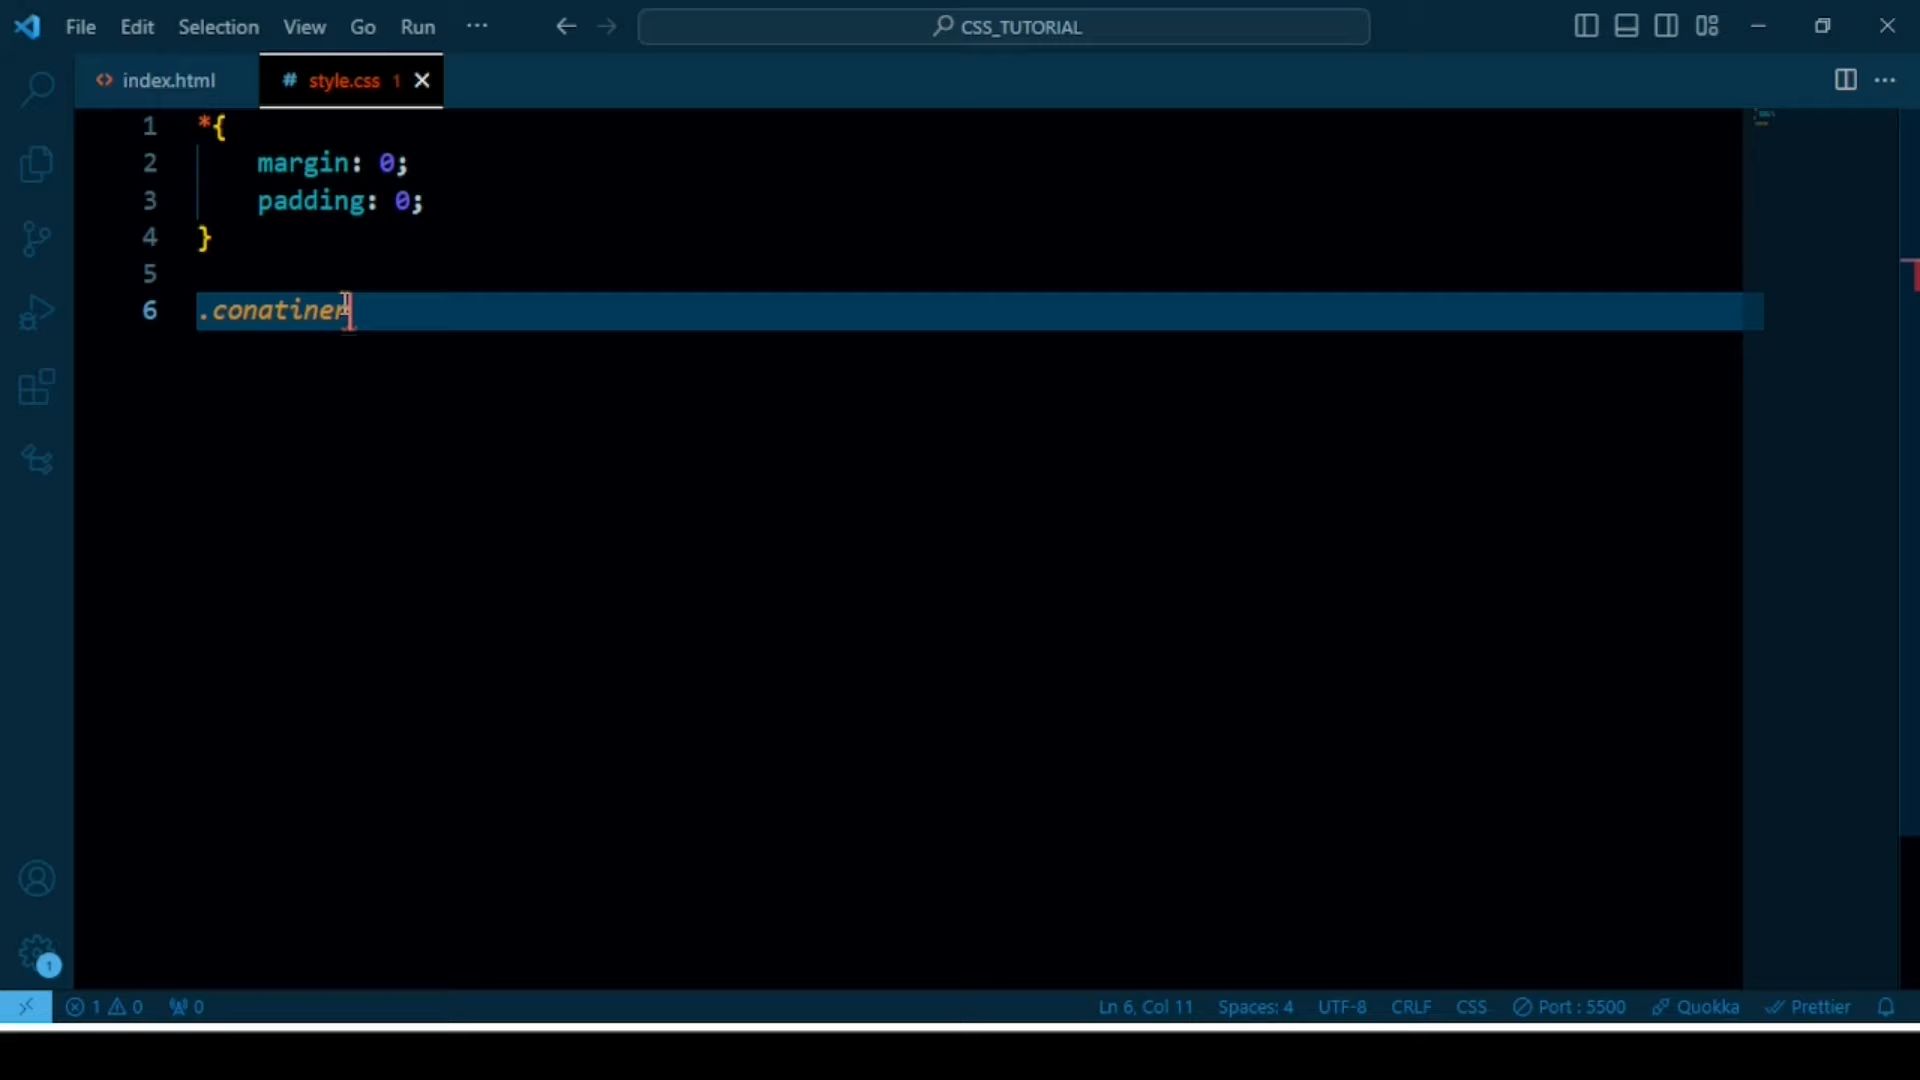 File Edit Selection View Go Run ··· CSS_TUTORIAL
<> index.html # style.css 1
1 *{
2 margin: 0;
3 padding: 0;
4 }
5
6 .conatiner
1
1 0 0 Ln 6, Col 11 Spaces: 4 UTF-8 CRLF CSS Port : 5500 Quokka Prettier